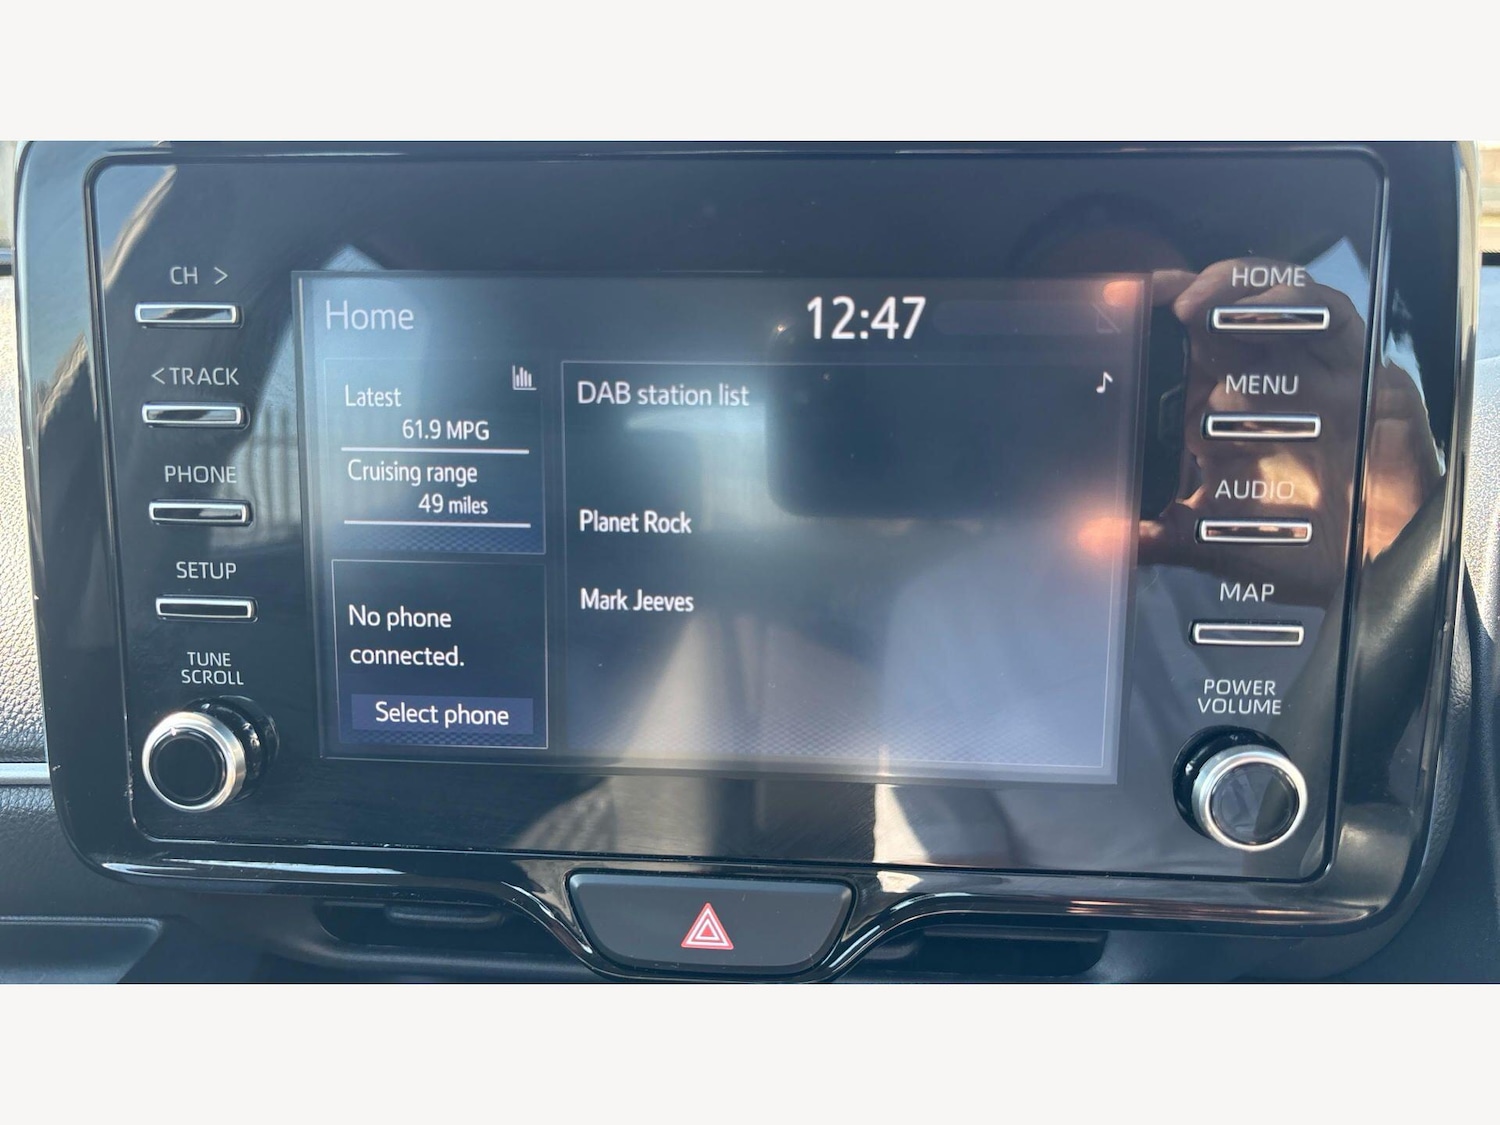 CH >
< TRACK
PHONE
SETUP
TUNE
SCROLL
Home
12:47
Latest
61.9 MPG
Cruising range
49 miles
No phone
connected.
Select phone
DAB station list
Planet Rock
Mark Jeeves
HOME
MENU
AUDIO
MAP
POWER
VOLUME